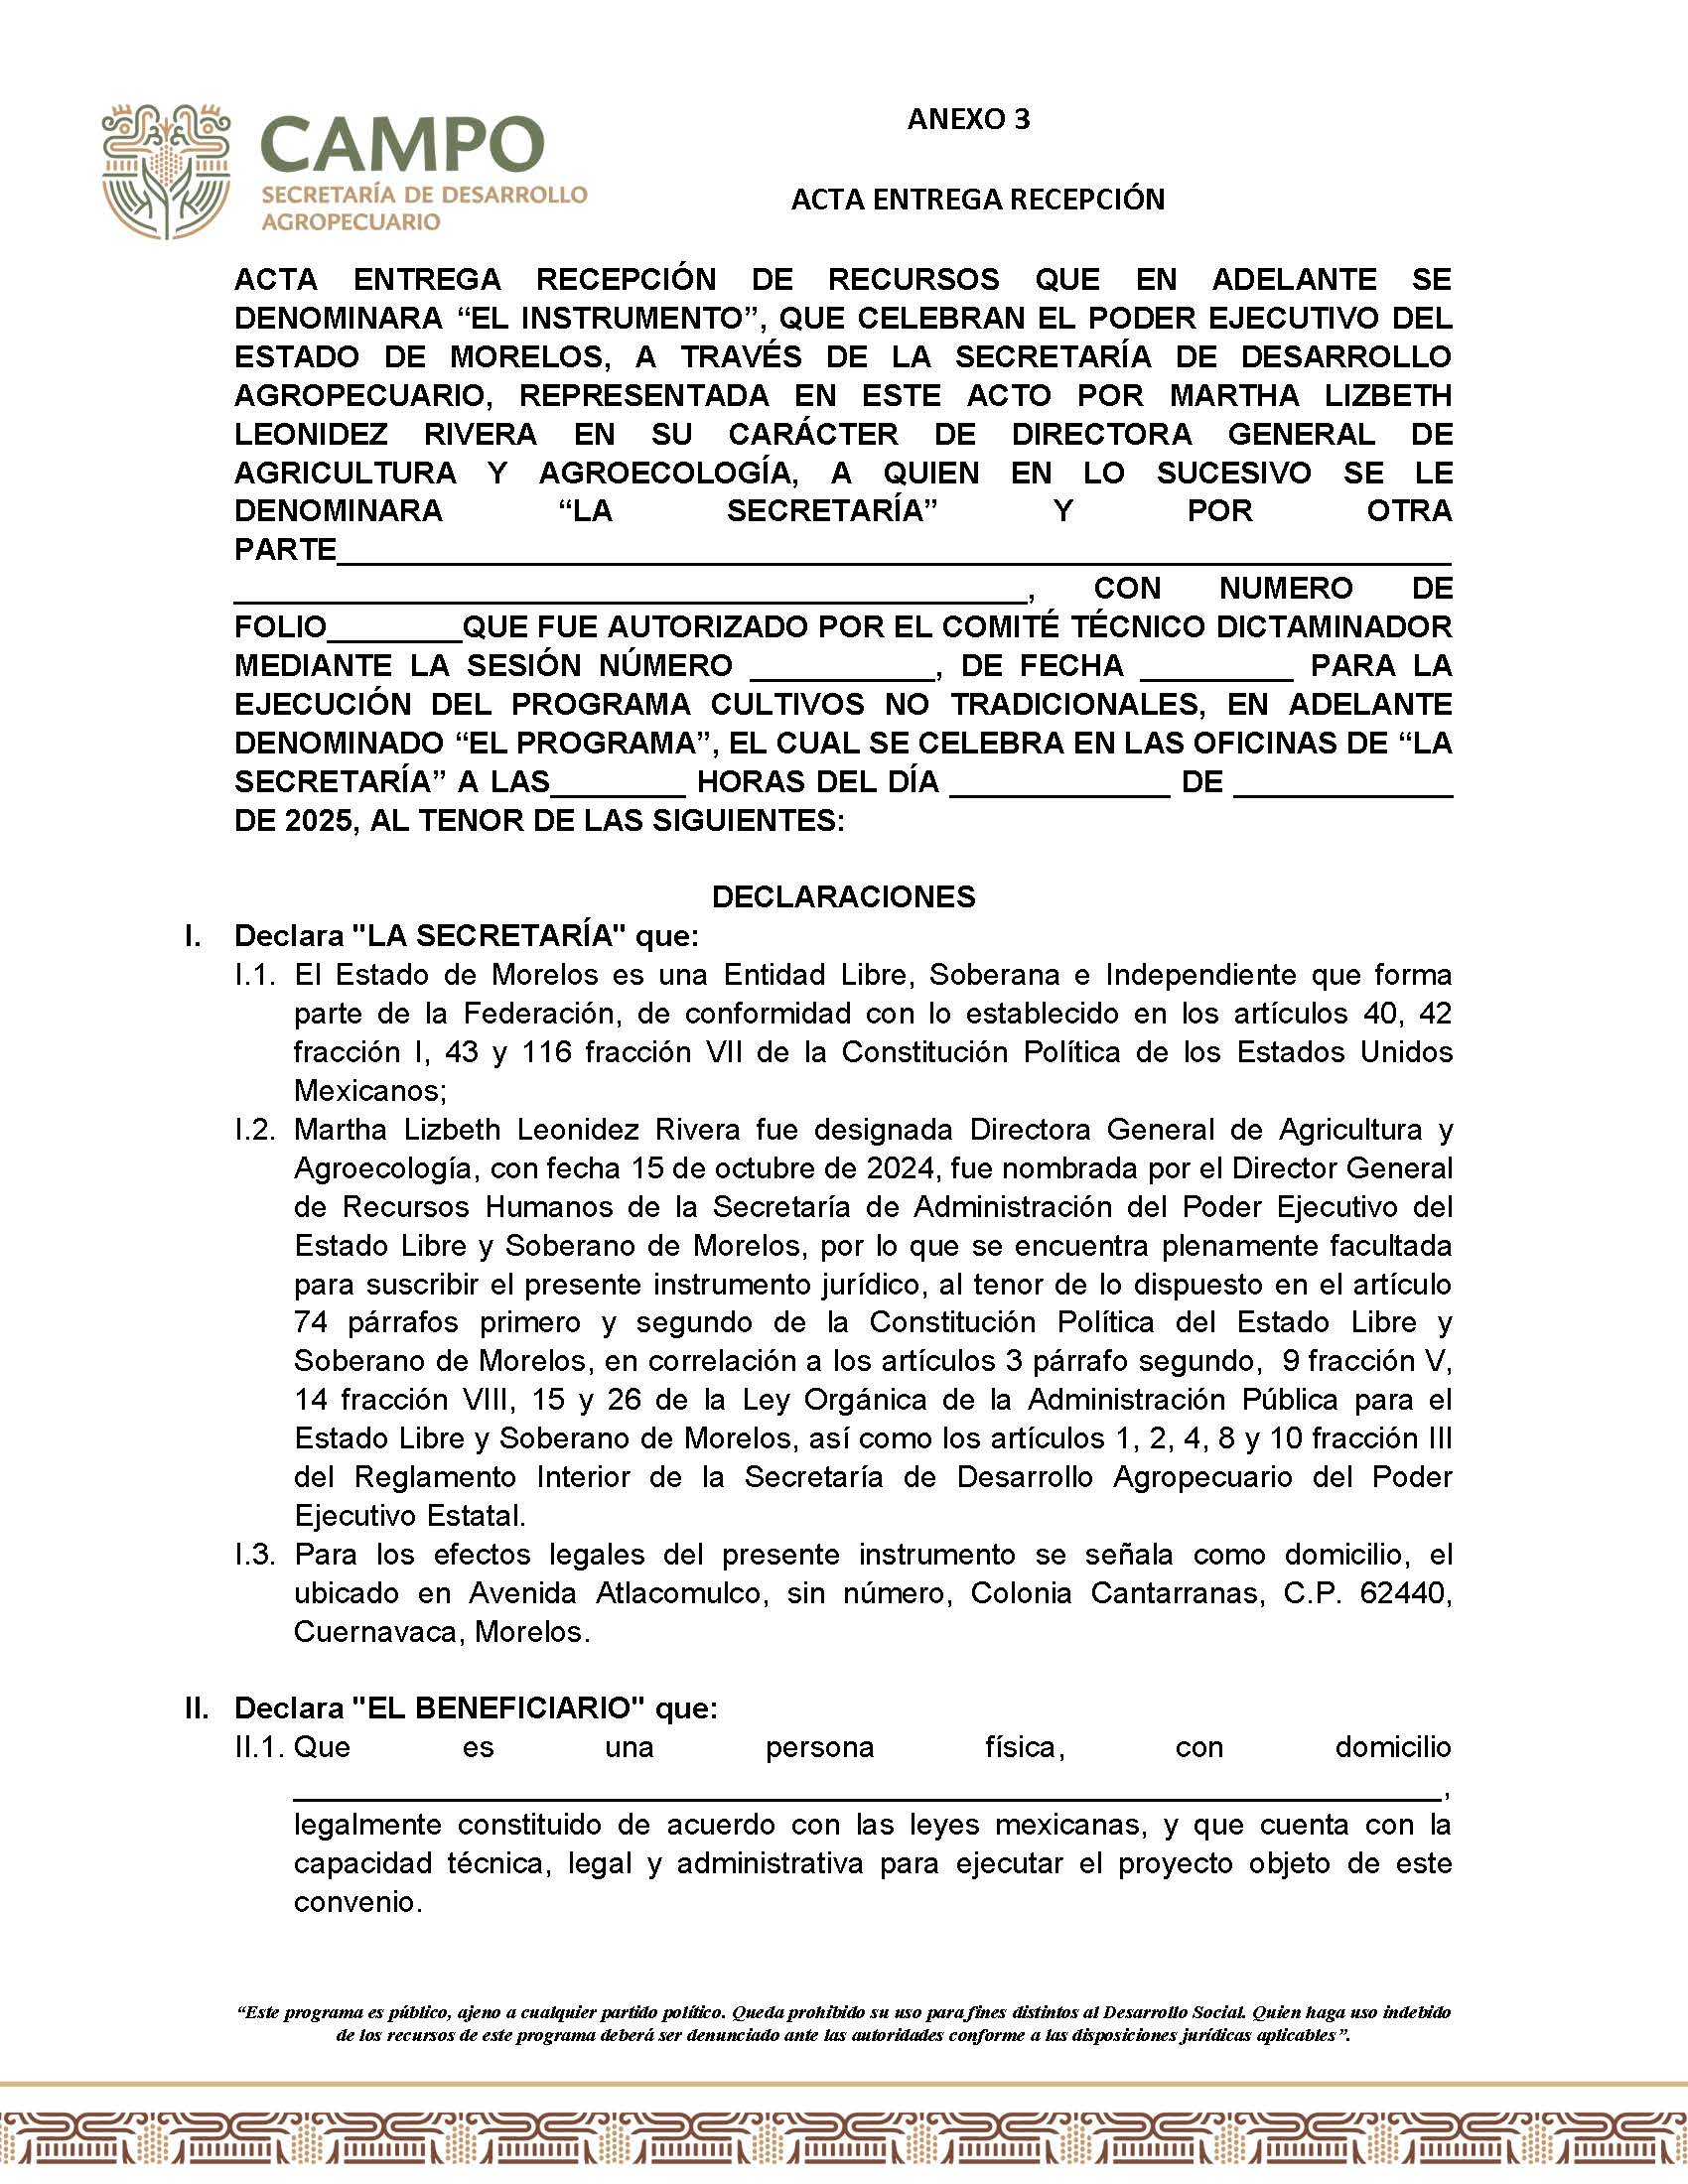 CAMPO
SECRETARÍA DE DESARROLLO
AGROPECUARIO
ANEXO 3
ACTA ENTREGA RECEPCIÓN
ACTA ENTREGA RECEPCIÓN DE RECURSOS QUE EN ADELANTE SE
DENOMINARA “EL INSTRUMENTO”, QUE CELEBRAN EL PODER EJECUTIVO DEL
ESTADO DE MORELOS, A TRAVÉS DE LA SECRETARÍA DE DESARROLLO
AGROPECUARIO, REPRESENTADA EN ESTE ACTO POR MARTHA LIZBETH
LEONIDEZ RIVERA EN SU CARÁCTER DE DIRECTORA GENERAL DE
AGRICULTURA Y AGROECOLOGÍA, A QUIEN EN LO SUCESIVO SE LE
DENOMINARA “LA SECRETARÍA” Y POR OTRA
PARTE__________________________________________________________________
_______________________________________________, CON NUMERO DE
FOLIO________QUE FUE AUTORIZADO POR EL COMITÉ TÉCNICO DICTAMINADOR
MEDIANTE LA SESIÓN NÚMERO ___________, DE FECHA _________ PARA LA
EJECUCIÓN DEL PROGRAMA CULTIVOS NO TRADICIONALES, EN ADELANTE
DENOMINADO “EL PROGRAMA”, EL CUAL SE CELEBRA EN LAS OFICINAS DE “LA
SECRETARÍA” A LAS________ HORAS DEL DÍA _____________ DE _____________
DE 2025, AL TENOR DE LAS SIGUIENTES:
DECLARACIONES
I. Declara "LA SECRETARÍA" que:
I.1. El Estado de Morelos es una Entidad Libre, Soberana e Independiente que forma
parte de la Federación, de conformidad con lo establecido en los artículos 40, 42
fracción I, 43 y 116 fracción VII de la Constitución Política de los Estados Unidos
Mexicanos;
I.2. Martha Lizbeth Leonidez Rivera fue designada Directora General de Agricultura y
Agroecología, con fecha 15 de octubre de 2024, fue nombrada por el Director General
de Recursos Humanos de la Secretaría de Administración del Poder Ejecutivo del
Estado Libre y Soberano de Morelos, por lo que se encuentra plenamente facultada
para suscribir el presente instrumento jurídico, al tenor de lo dispuesto en el artículo
74 párrafos primero y segundo de la Constitución Política del Estado Libre y
Soberano de Morelos, en correlación a los artículos 3 párrafo segundo, 9 fracción V,
14 fracción VIII, 15 y 26 de la Ley Orgánica de la Administración Pública para el
Estado Libre y Soberano de Morelos, así como los artículos 1, 2, 4, 8 y 10 fracción III
del Reglamento Interior de la Secretaría de Desarrollo Agropecuario del Poder
Ejecutivo Estatal.
I.3. Para los efectos legales del presente instrumento se señala como domicilio, el
ubicado en Avenida Atlacomulco, sin número, Colonia Cantarranas, C.P. 62440,
Cuernavaca, Morelos.
II. Declara "EL BENEFICIARIO" que:
II.1. Que es una persona física, con domicilio
____________________________________________________________________,
legalmente constituido de acuerdo con las leyes mexicanas, y que cuenta con la
capacidad técnica, legal y administrativa para ejecutar el proyecto objeto de este
convenio.
“Este programa es público, ajeno a cualquier partido político. Queda prohibido su uso para fines distintos al Desarrollo Social. Quien haga uso indebido
de los recursos de este programa deberá ser denunciado ante las autoridades conforme a las disposiciones jurídicas aplicables”.